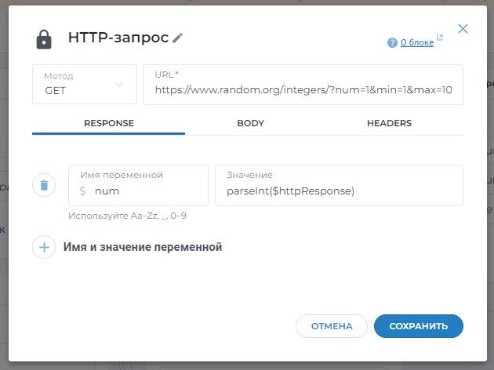 HTTP-запрос
О блоке
Метод
GET
URL *
https://www.random.org/integers/?num=1&min=1&max=10
RESPONSE
BODY
HEADERS
Имя переменной
$ num
Значение
parseInt($httpResponse)
Используйте Aa–Zz, _, 0–9
Имя и значение переменной
ОТМЕНА
СОХРАНИТЬ